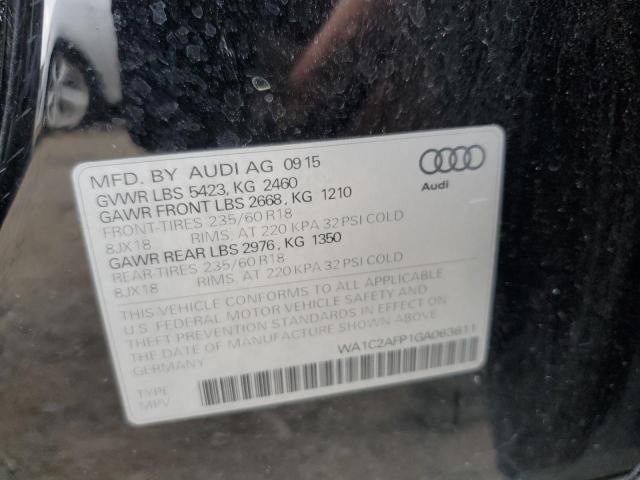 MFD. BY AUDI AG 09 15
GVWR LBS 5423, KG 2460
GAWR FRONT LBS 2668, KG 1210
FRONT-TIRES 235/60 R18
8JX18 RIMS, AT 220 KPA 32 PSI COLD
GAWR REAR LBS 2976, KG 1350
REAR-TIRES 235/60 R18
8JX18 RIMS, AT 220 KPA 32 PSI COLD
THIS VEHICLE CONFORMS TO ALL APPLICABLE
U.S. FEDERAL MOTOR VEHICLE SAFETY AND
THEFT PREVENTION STANDARDS IN EFFECT ON
THE DATE OF MANUFACTURE SHOWN ABOVE.
GERMANY
WA1C2AFP1GA063611
TYPE
MPV
Audi